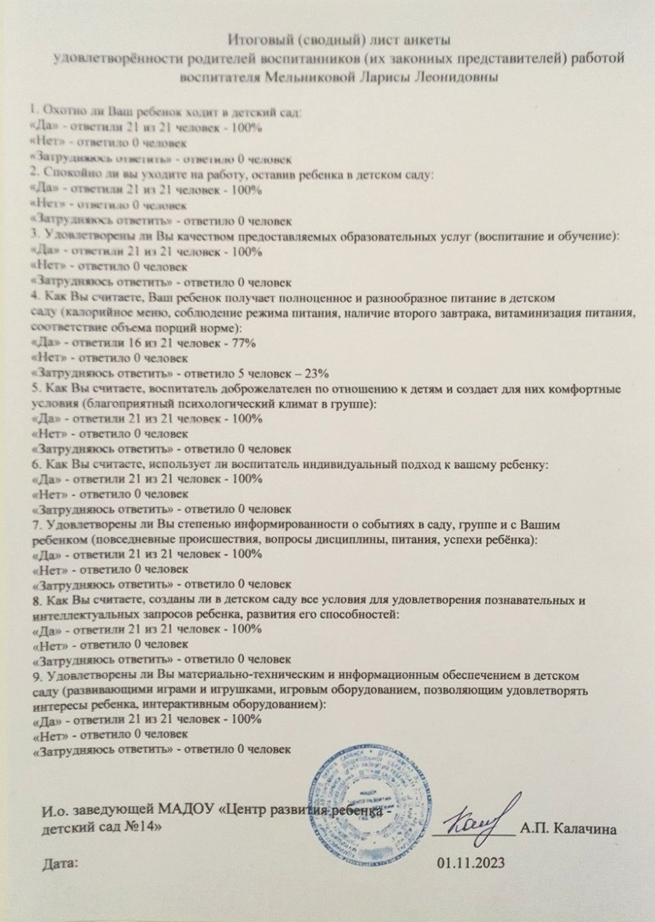 Итоговый (сводный) лист анкеты
удовлетворённости родителей воспитанников (их законных представителей) работой
воспитателя Мельниковой Ларисы Леонидовны
1. Охотно ли Ваш ребенок ходит в детский сад:
«Да» - ответили 21 из 21 человек - 100%
«Нет» - ответило 0 человек
«Затрудняюсь ответить» - ответило 0 человек
2. Спокойно ли вы уходите на работу, оставив ребенка в детском саду:
«Да» - ответили 21 из 21 человек - 100%
«Нет» - ответило 0 человек
«Затрудняюсь ответить» - ответило 0 человек
3. Удовлетворены ли Вы качеством предоставляемых образовательных услуг (воспитание и обучение):
«Да» - ответили 21 из 21 человек - 100%
«Нет» - ответило 0 человек
«Затрудняюсь ответить» - ответило 0 человек
4. Как Вы считаете, Ваш ребенок получает полноценное и разнообразное питание в детском
саду (калорийное меню, соблюдение режима питания, наличие второго завтрака, витаминизация питания,
соответствие объема порций норме):
«Да» - ответили 16 из 21 человек - 77%
«Нет» - ответило 0 человек
«Затрудняюсь ответить» - ответило 5 человек – 23%
5. Как Вы считаете, воспитатель доброжелателен по отношению к детям и создает для них комфортные
условия (благоприятный психологический климат в группе):
«Да» - ответили 21 из 21 человек - 100%
«Нет» - ответило 0 человек
«Затрудняюсь ответить» - ответило 0 человек
6. Как Вы считаете, использует ли воспитатель индивидуальный подход к вашему ребенку:
«Да» - ответили 21 из 21 человек - 100%
«Нет» - ответило 0 человек
«Затрудняюсь ответить» - ответило 0 человек
7. Удовлетворены ли Вы степенью информированности о событиях в саду, группе и с Вашим
ребенком (повседневные происшествия, вопросы дисциплины, питания, успехи ребёнка):
«Да» - ответили 21 из 21 человек - 100%
«Нет» - ответило 0 человек
«Затрудняюсь ответить» - ответило 0 человек
8. Как Вы считаете, созданы ли в детском саду все условия для удовлетворения познавательных и
интеллектуальных запросов ребенка, развития его способностей:
«Да» - ответили 21 из 21 человек - 100%
«Нет» - ответило 0 человек
«Затрудняюсь ответить» - ответило 0 человек
9. Удовлетворены ли Вы материально-техническим и информационным обеспечением в детском
саду (развивающими играми и игрушками, игровым оборудованием, позволяющим удовлетворять
интересы ребенка, интерактивным оборудованием):
«Да» - ответили 21 из 21 человек - 100%
«Нет» - ответило 0 человек
«Затрудняюсь ответить» - ответило 0 человек
И.о. заведующей МАДОУ «Центр развития ребенка -
детский сад №14»
А.П. Калачина
Дата:
01.11.2023